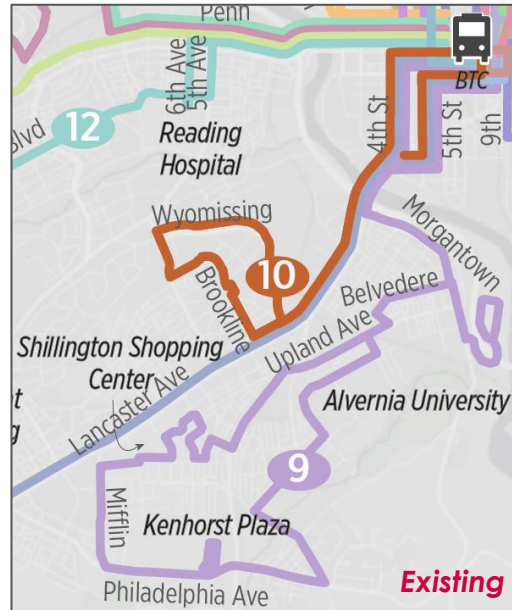 Penn
BTC
6th Ave
5th Ave
4th St
5th St
9th
Blvd
12
Reading
Hospital
Wyomissing
Morgantown
10
Brookline
Belvedere
Upland Ave
Shillington Shopping
Center
Lancaster Ave
Alvernia University
9
Mifflin
Kenhorst Plaza
Philadelphia Ave
Existing